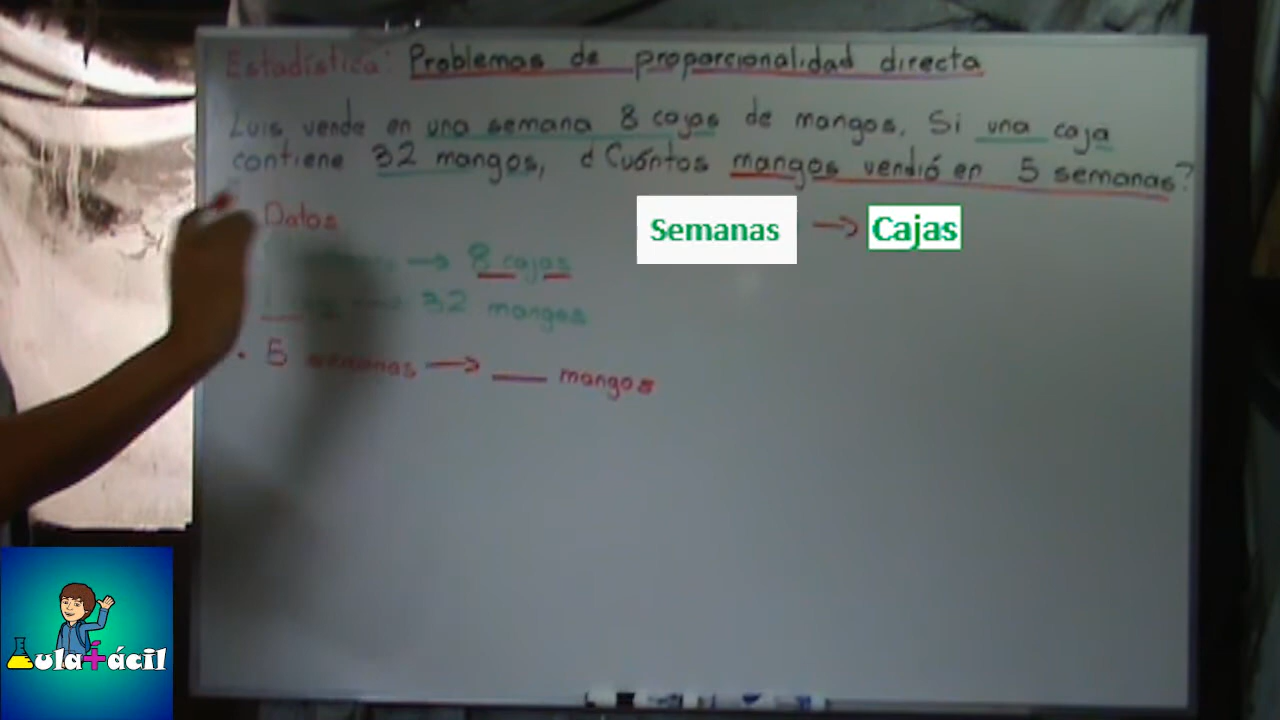 Estadística: Problemas de proporcionalidad directa
Luis vende en una semana 8 cajas de mangos. Si una caja
contiene 32 mangos, ¿Cuántos mangos vendió en 5 semanas?
Datos
Semanas → Cajas
→ 8 cajas
→ 32 mangos
• 5 semanas → ___ mangos
Aula+ácil